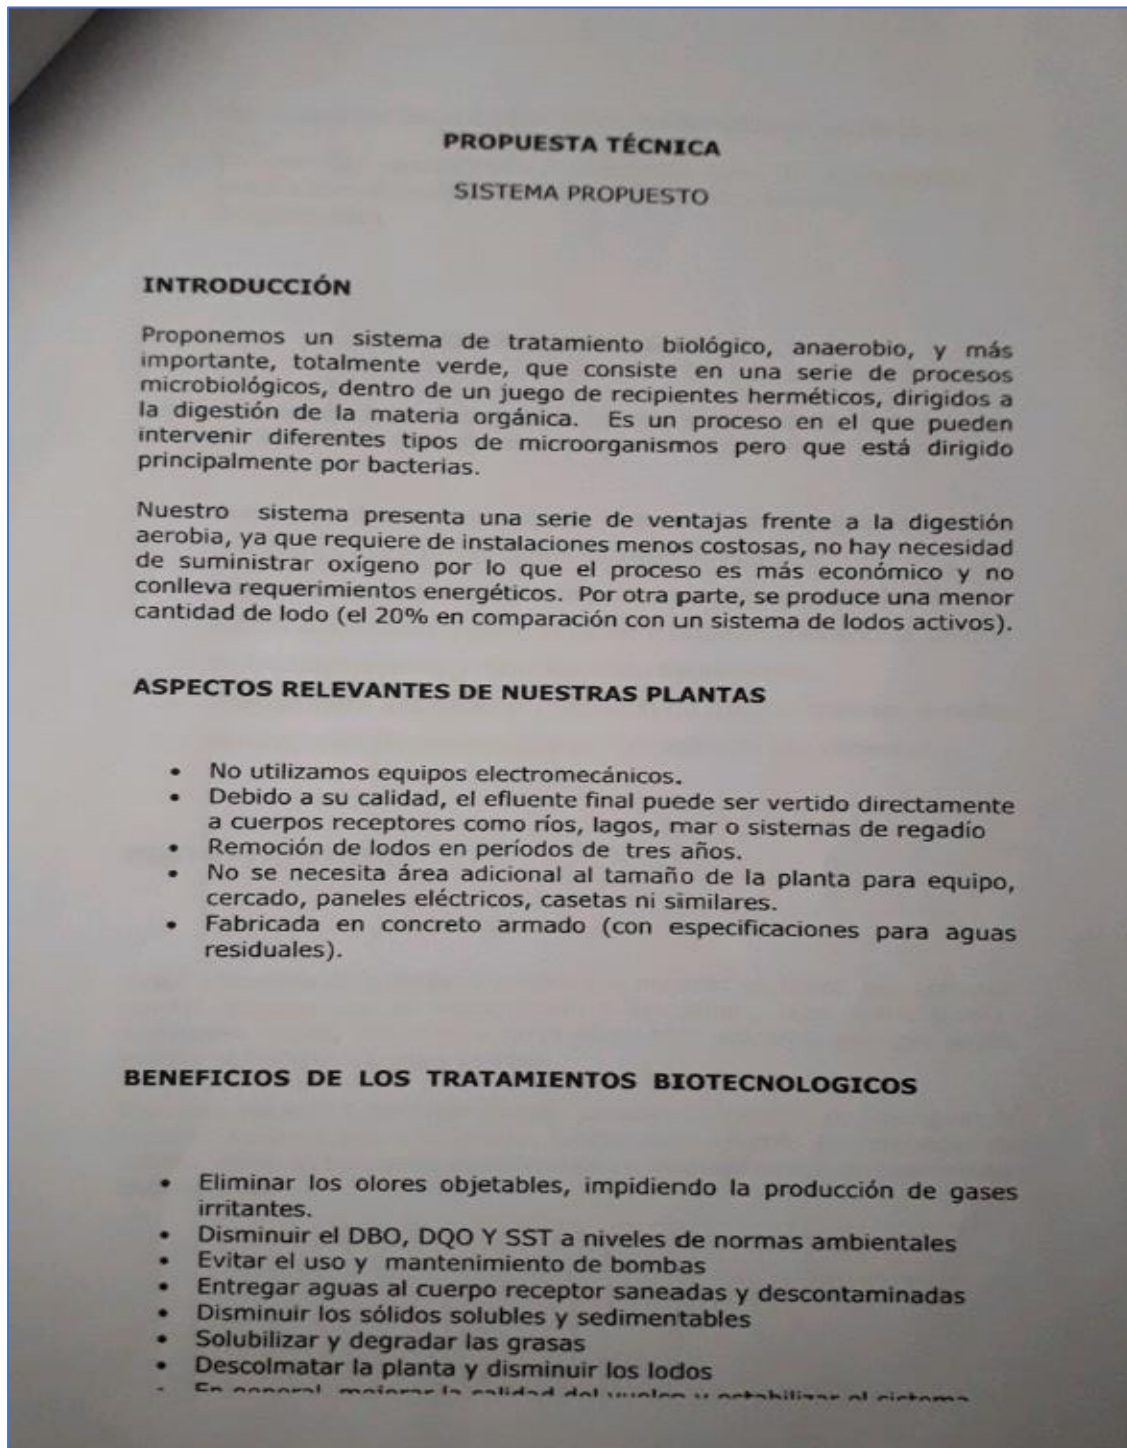 PROPUESTA TÉCNICA
SISTEMA PROPUESTO
INTRODUCCIÓN
Proponemos un sistema de tratamiento biológico, anaerobio, y más
importante, totalmente verde, que consiste en una serie de procesos
microbiológicos, dentro de un juego de recipientes herméticos, dirigidos a
la digestión de la materia orgánica. Es un proceso en el que pueden
intervenir diferentes tipos de microorganismos pero que está dirigido
principalmente por bacterias.
Nuestro sistema presenta una serie de ventajas frente a la digestión
aerobia, ya que requiere de instalaciones menos costosas, no hay necesidad
de suministrar oxígeno por lo que el proceso es más económico y no
conlleva requerimientos energéticos. Por otra parte, se produce una menor
cantidad de lodo (el 20% en comparación con un sistema de lodos activos).
ASPECTOS RELEVANTES DE NUESTRAS PLANTAS
• No utilizamos equipos electromecánicos.
• Debido a su calidad, el efluente final puede ser vertido directamente
a cuerpos receptores como ríos, lagos, mar o sistemas de regadío
• Remoción de lodos en períodos de tres años.
• No se necesita área adicional al tamaño de la planta para equipo,
cercado, paneles eléctricos, casetas ni similares.
• Fabricada en concreto armado (con especificaciones para aguas
residuales).
BENEFICIOS DE LOS TRATAMIENTOS BIOTECNOLOGICOS
• Eliminar los olores objetables, impidiendo la producción de gases
irritantes.
• Disminuir el DBO, DQO Y SST a niveles de normas ambientales
• Evitar el uso y mantenimiento de bombas
• Entregar aguas al cuerpo receptor saneadas y descontaminadas
• Disminuir los sólidos solubles y sedimentables
• Solubilizar y degradar las grasas
• Descolmatar la planta y disminuir los lodos
En general, mejorar la calidad del y estabilizar el sistema